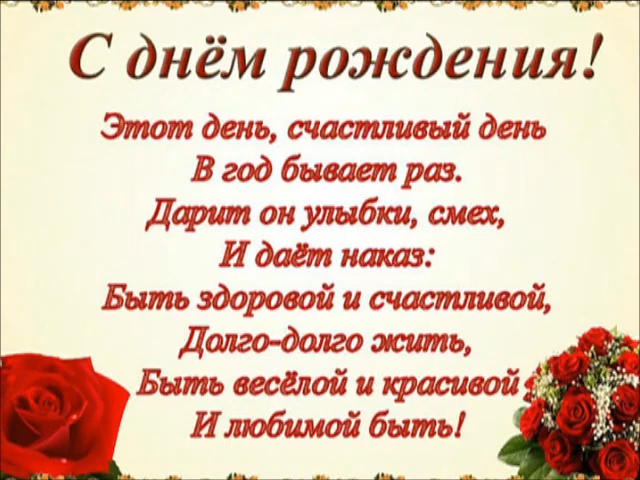 С днём рождения!
Этот день, счастливый день
В год бывает раз.
Дарит он улыбки, смех,
И даёт наказ:
Быть здоровой и счастливой,
Долго-долго жить,
Быть весёлой и красивой
И любимой быть!